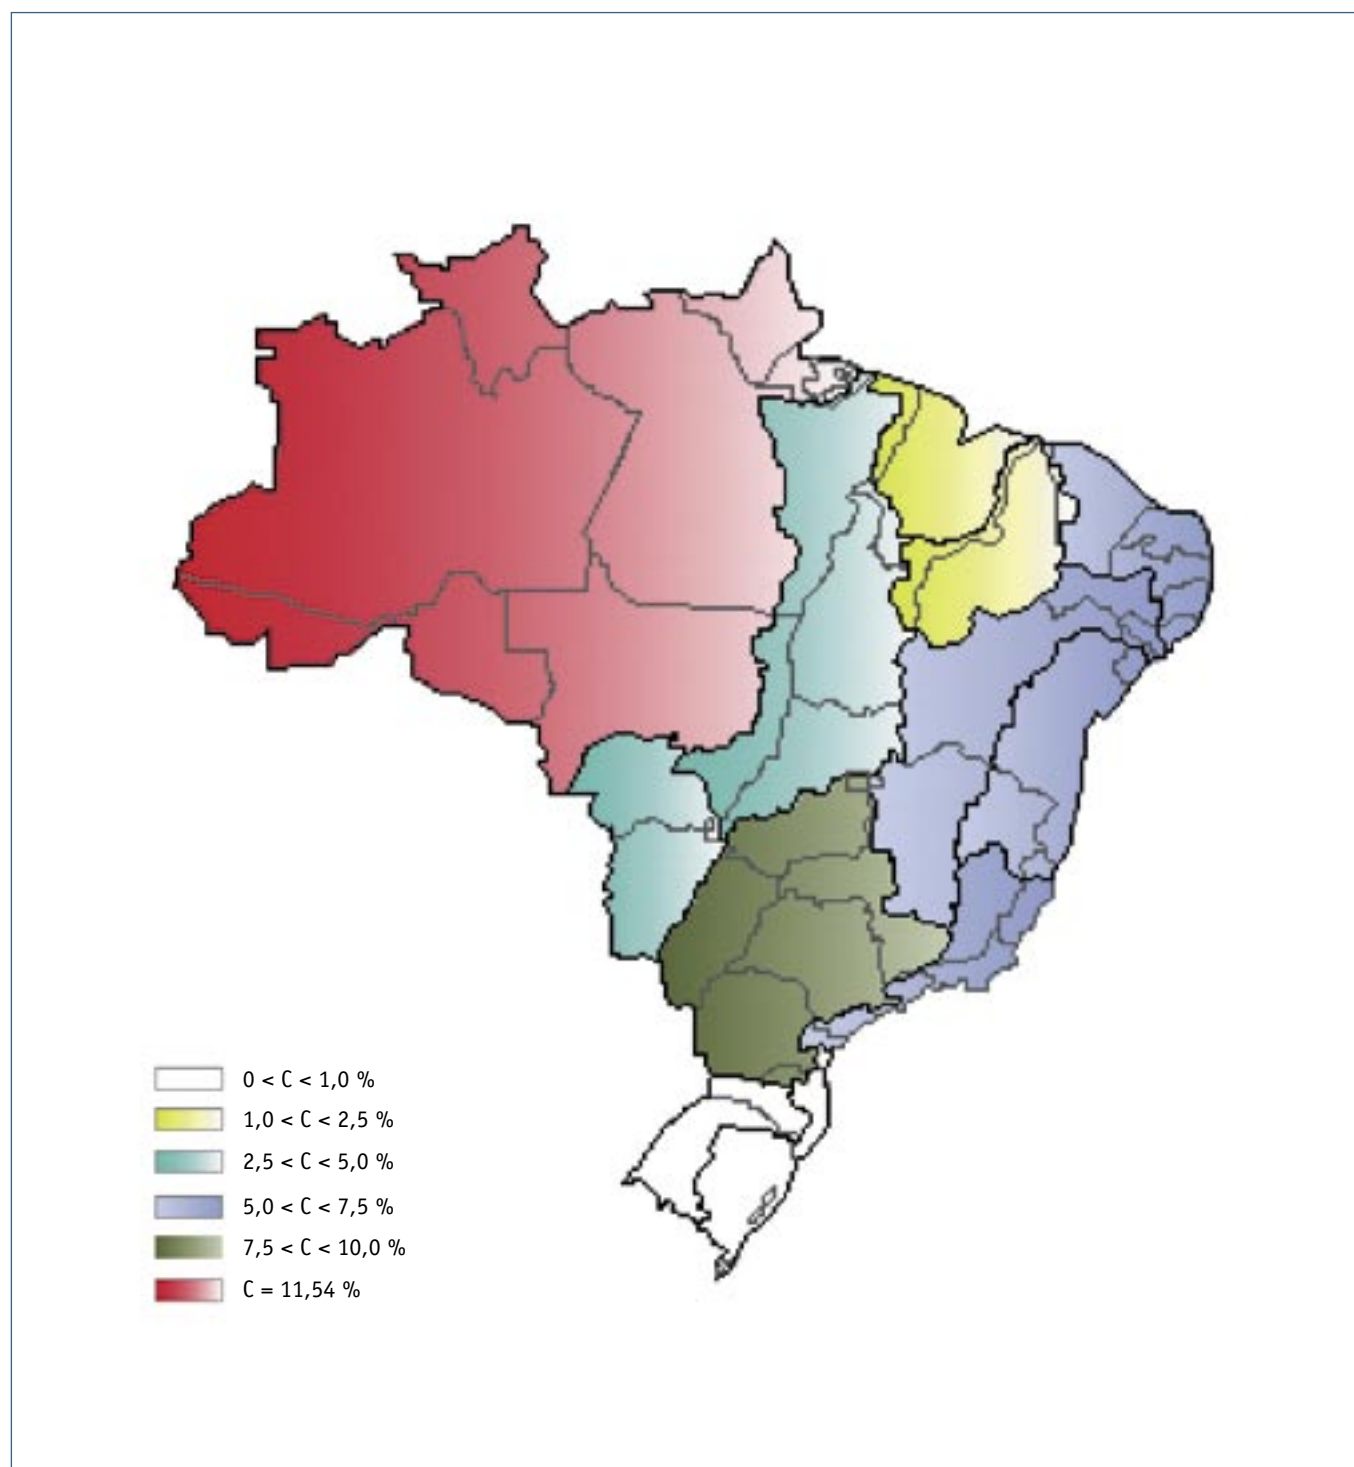 0 < C < 1,0 %
1,0 < C < 2,5 %
2,5 < C < 5,0 %
5,0 < C < 7,5 %
7,5 < C < 10,0 %
C = 11,54 %